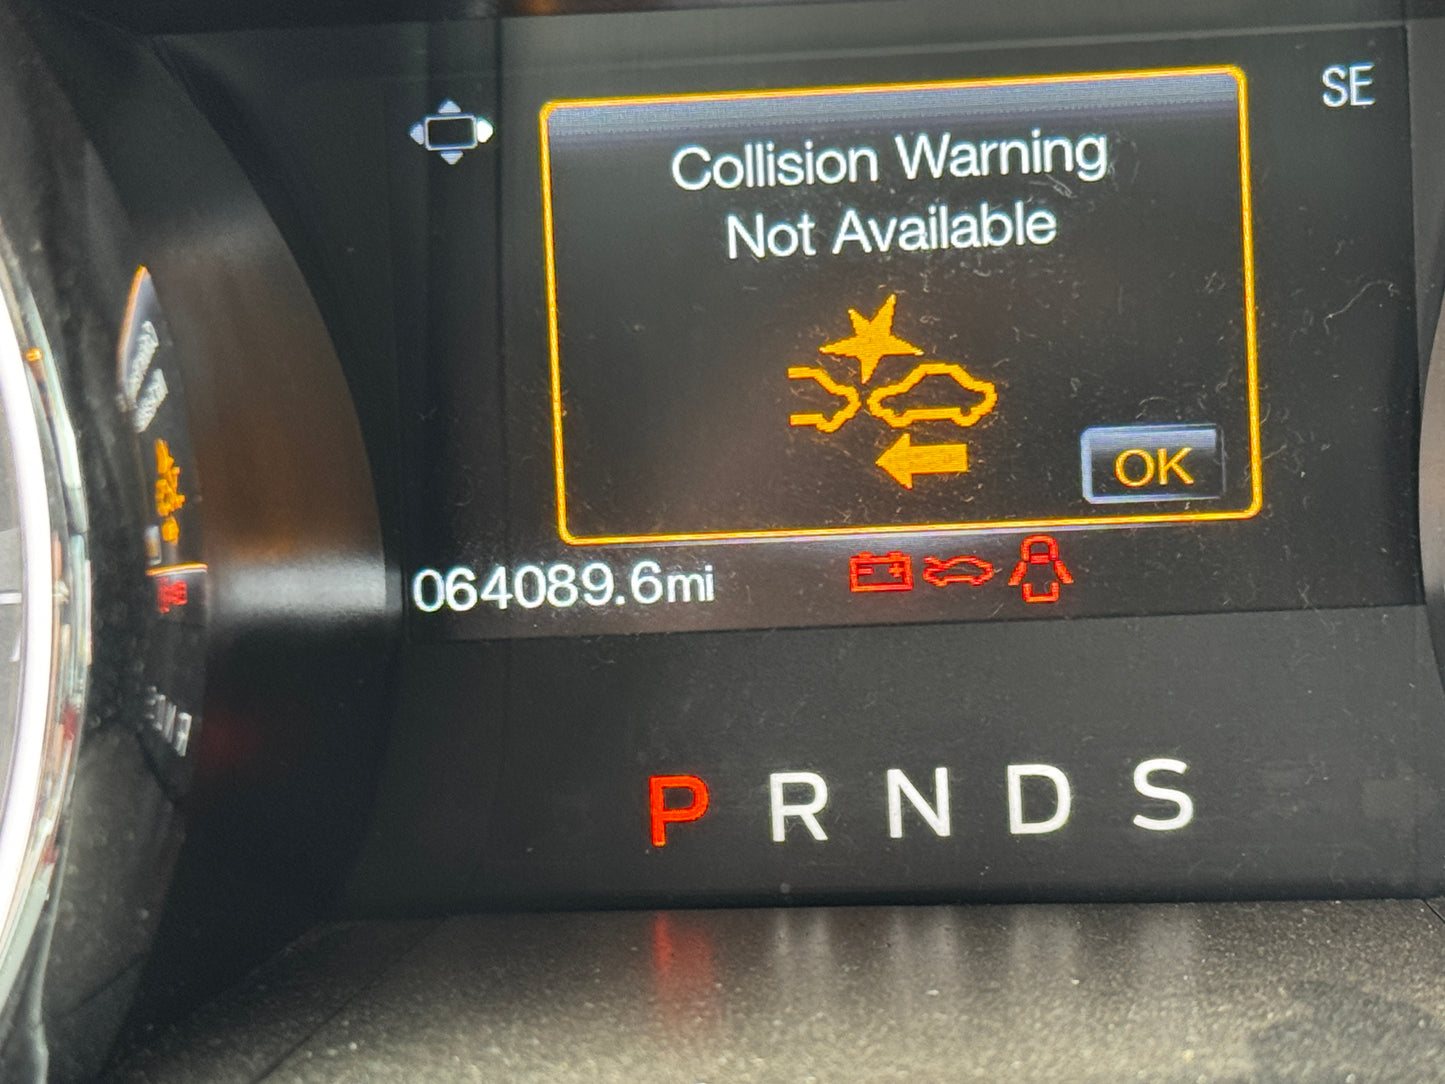 SE
Collision Warning
Not Available
OK
064089.6mi
P R N D S